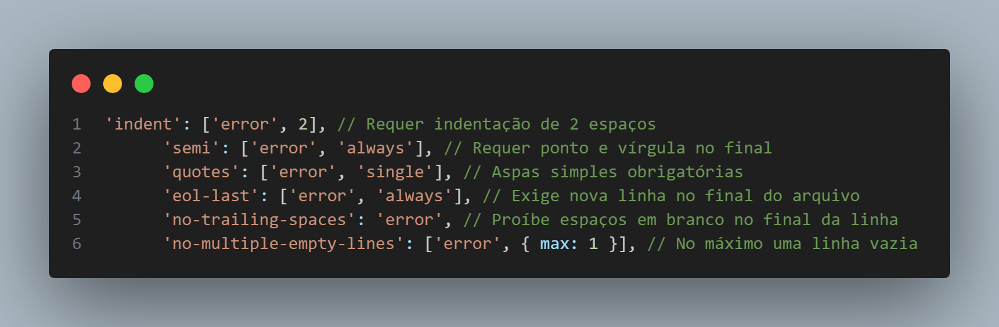 1 'indent': ['error', 2], // Requer indentação de 2 espaços
2 'semi': ['error', 'always'], // Requer ponto e vírgula no final
3 'quotes': ['error', 'single'], // Aspas simples obrigatórias
4 'eol-last': ['error', 'always'], // Exige nova linha no final do arquivo
5 'no-trailing-spaces': 'error', // Proíbe espaços em branco no final da linha
6 'no-multiple-empty-lines': ['error', { max: 1 }], // No máximo uma linha vazia